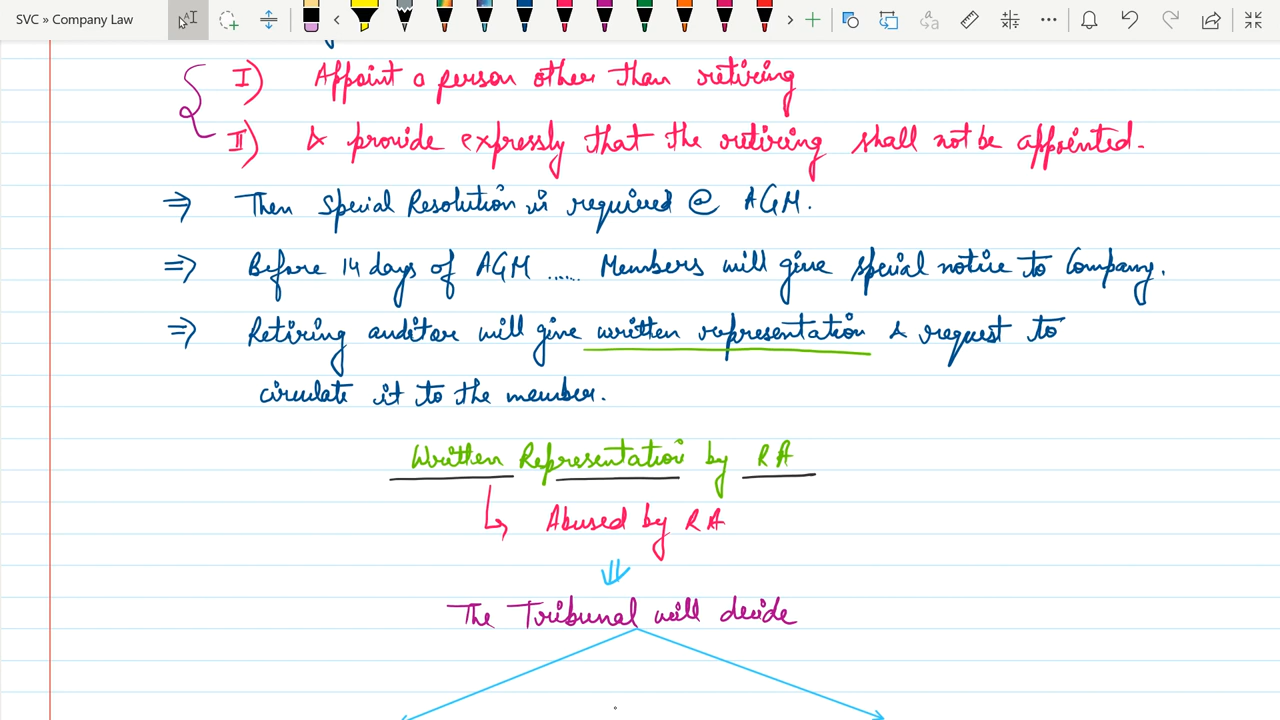 SVC » Company Law
I) Appoint a person other than retiring
II) & provide expressly that the retiring shall not be appointed.
⇒ Then Special Resolution is required @ AGM.
⇒ Before 14 days of AGM ...... Members will give special notice to Company.
⇒ Retiring auditor will give written representation & request to
circulate it to the member.
Written Representation by RA
↳ Abused by RA
⇓
The Tribunal will decide